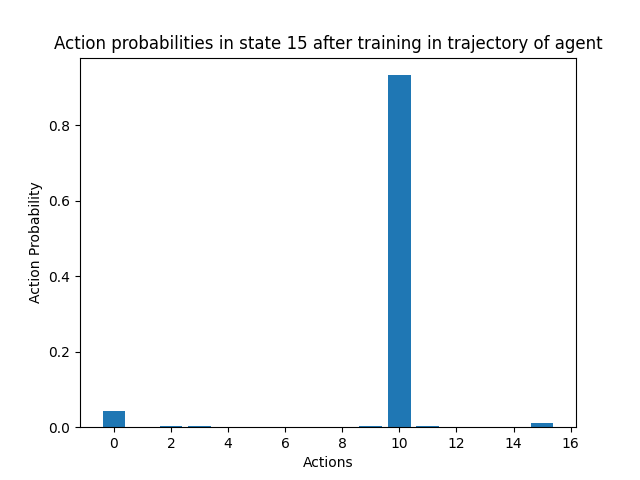 Action probabilities in state 15 after training in trajectory of agent
0.8
0.6
0.4
0.2
0.0
Action Probability
0 2 4 6 8 10 12 14 16
Actions